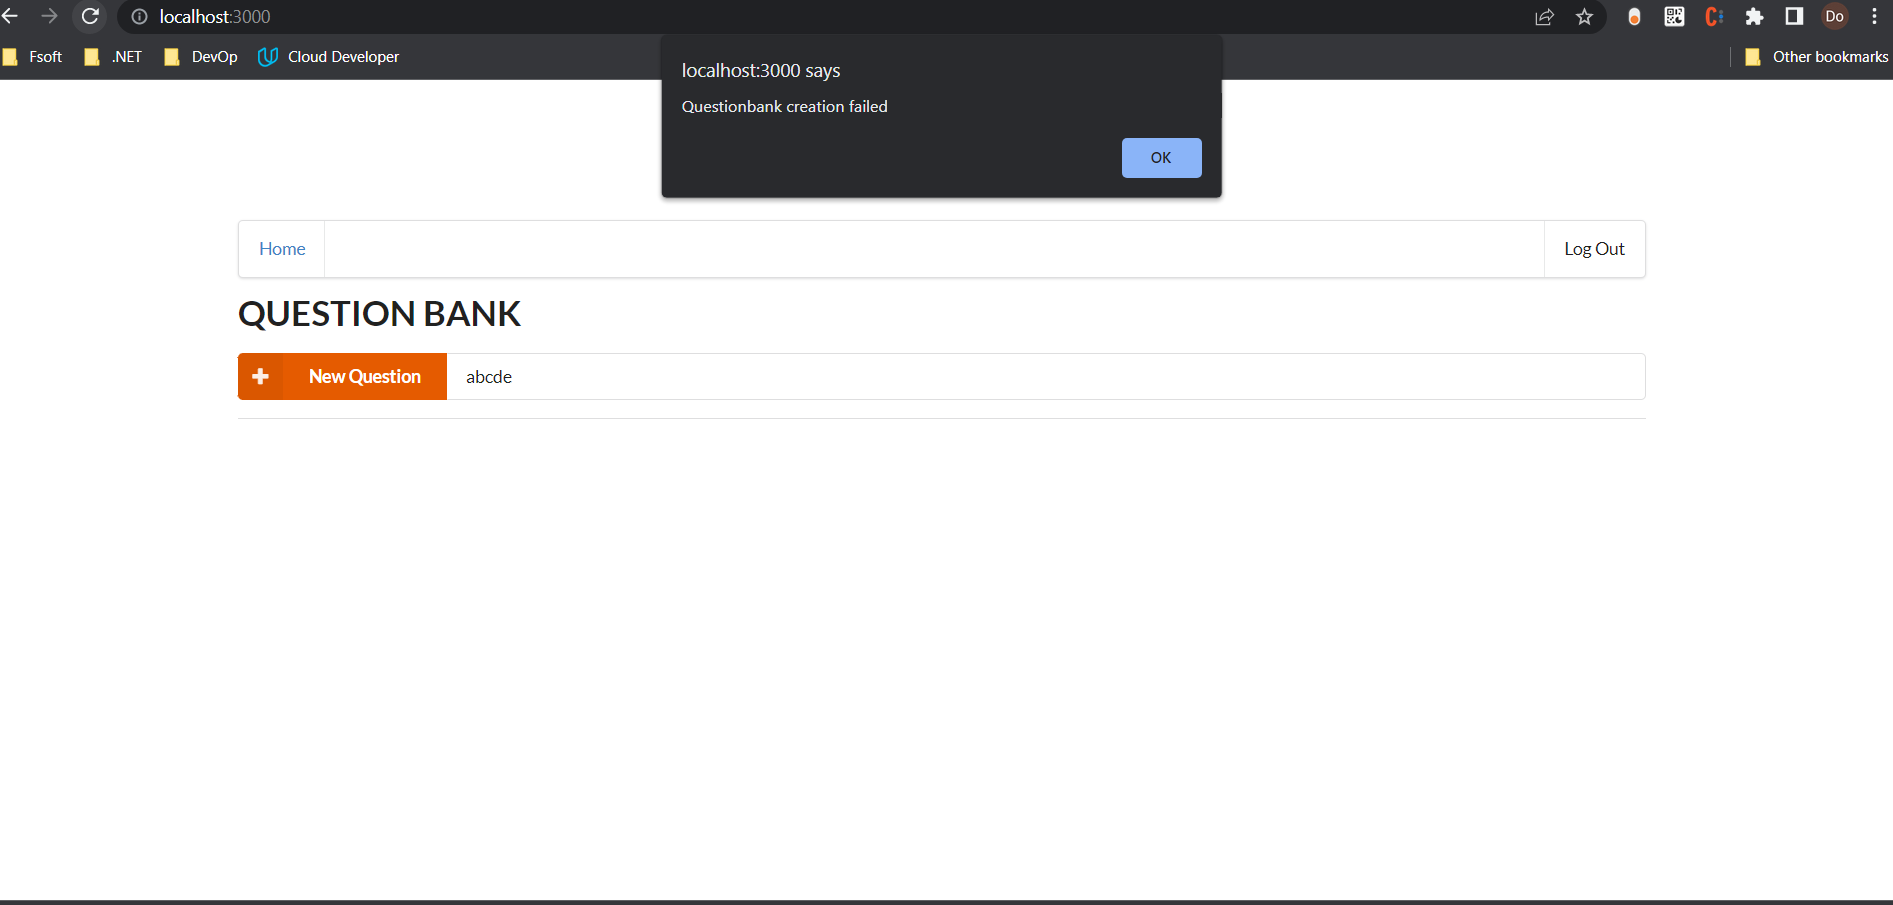 localhost:3000
Do
Fsoft
.NET
DevOp
Cloud Developer
Other bookmarks
localhost:3000 says
Questionbank creation failed
OK
Home
Log Out
QUESTION BANK
New Question
abcde